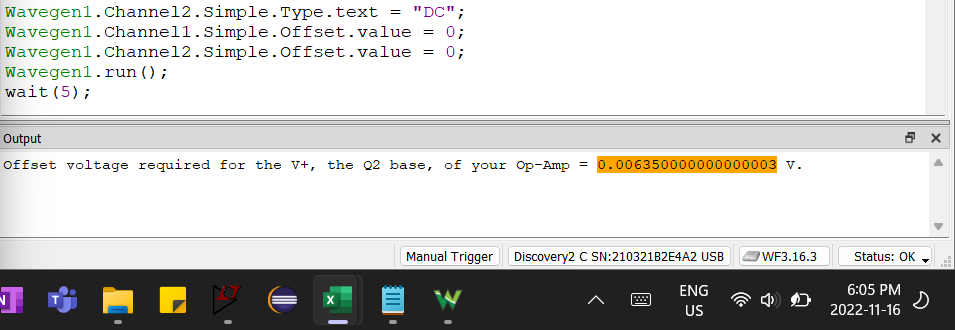 Wavegen1.Channel2.Simple.Type.text = "DC";
Wavegen1.Channel1.Simple.Offset.value = 0;
Wavegen1.Channel2.Simple.Offset.value = 0;
Wavegen1.run();
wait(5);
Output
Offset voltage required for the V+, the Q2 base, of your Op-Amp = 0.006350000000000003 V.
Manual Trigger Discovery2 C SN:210321B2E4A2 USB WF3.16.3 Status: OK
ENG 6:05 PM
US 2022-11-16